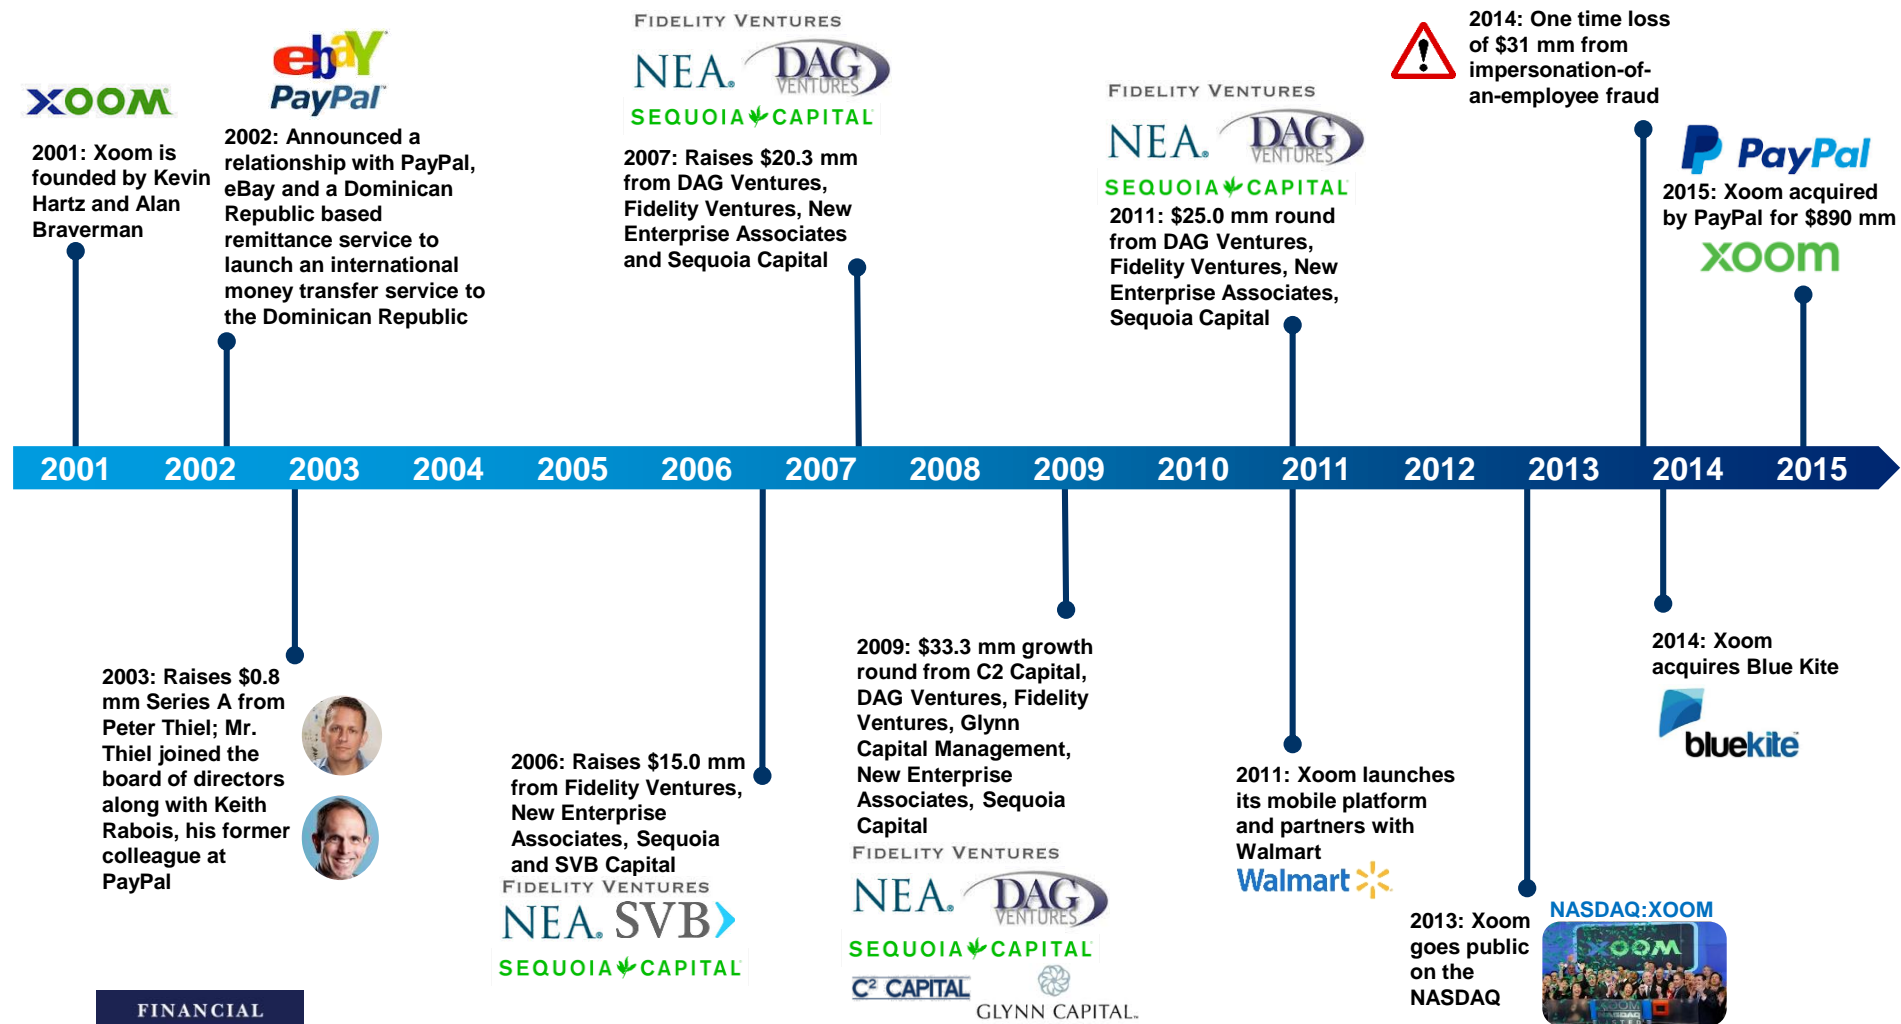 XOOM
2001: Xoom is
founded by Kevin
Hartz and Alan
Braverman
ebaY
PayPal
2002: Announced a
relationship with PayPal,
eBay and a Dominican
Republic based
remittance service to
launch an international
money transfer service to
the Dominican Republic
FIDELITY VENTURES
NEA. DAG
VENTURES
SEQUOIA CAPITAL
2007: Raises $20.3 mm
from DAG Ventures,
Fidelity Ventures, New
Enterprise Associates
and Sequoia Capital
FIDELITY VENTURES
NEA. DAG
VENTURES
SEQUOIA CAPITAL
2011: $25.0 mm round
from DAG Ventures,
Fidelity Ventures, New
Enterprise Associates,
Sequoia Capital
2014: One time loss
of $31 mm from
impersonation-of-
an-employee fraud
PayPal
2015: Xoom acquired
by PayPal for $890 mm
xoom
2001 2002 2003 2004 2005 2006 2007 2008 2009 2010 2011 2012 2013 2014 2015
2003: Raises $0.8
mm Series A from
Peter Thiel; Mr.
Thiel joined the
board of directors
along with Keith
Rabois, his former
colleague at
PayPal
2006: Raises $15.0 mm
from Fidelity Ventures,
New Enterprise
Associates, Sequoia
and SVB Capital
FIDELITY VENTURES
NEA. SVB
SEQUOIA CAPITAL
2009: $33.3 mm growth
round from C2 Capital,
DAG Ventures, Fidelity
Ventures, Glynn
Capital Management,
New Enterprise
Associates, Sequoia
Capital
FIDELITY VENTURES
NEA. DAG
VENTURES
SEQUOIA CAPITAL
C² CAPITAL
GLYNN CAPITAL
2011: Xoom launches
its mobile platform
and partners with
Walmart
Walmart
2013: Xoom
goes public
on the
NASDAQ
NASDAQ:XOOM
XOOM
XOOM
NASDAQ
LISTED
2014: Xoom
acquires Blue Kite
bluekite
FINANCIAL